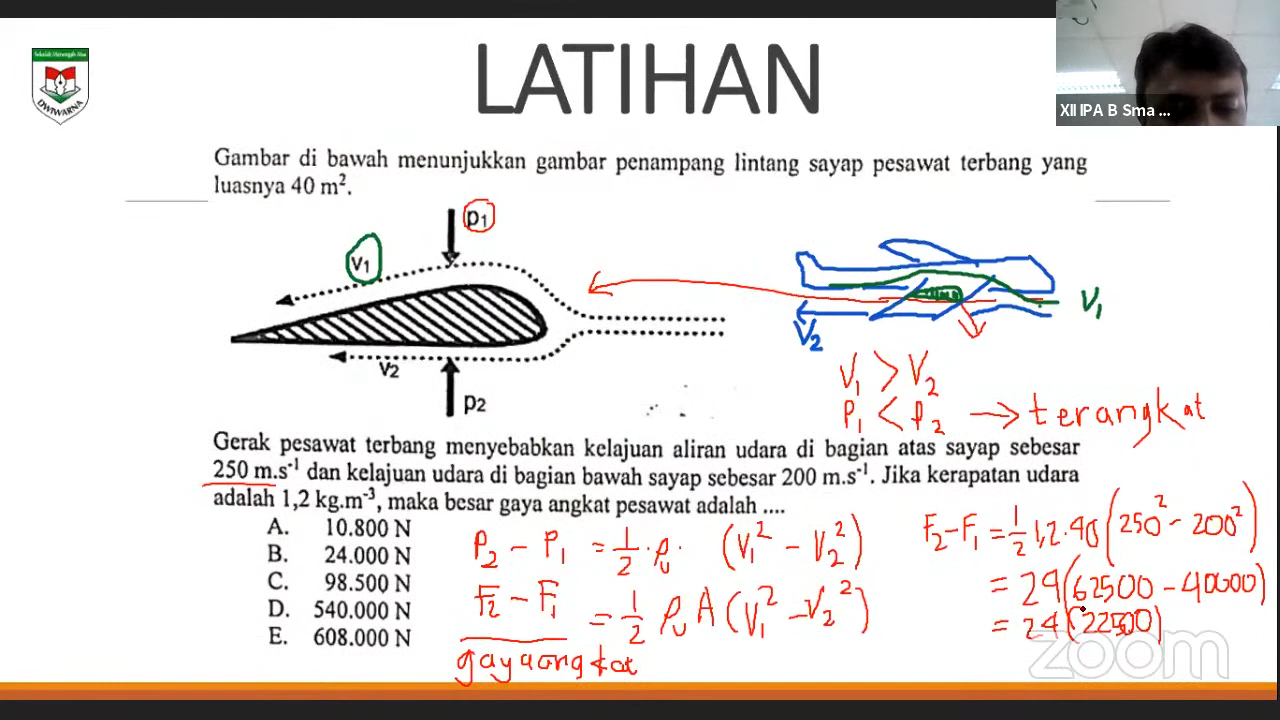 LATIHAN
Sekolah Menengah Atas
DWIWARNA
XII IPA B Sma ...
Gambar di bawah menunjukkan gambar penampang lintang sayap pesawat terbang yang
luasnya 40 m².
p₁
v₁
v₂
p₂
V₁
V₂
V₁ > V₂
P₁ < P₂ → terangkat
Gerak pesawat terbang menyebabkan kelajuan aliran udara di bagian atas sayap sebesar
250 m.s⁻¹ dan kelajuan udara di bagian bawah sayap sebesar 200 m.s⁻¹. Jika kerapatan udara
adalah 1,2 kg.m⁻³, maka besar gaya angkat pesawat adalah ....
A. 10.800 N
B. 24.000 N
C. 98.500 N
D. 540.000 N
E. 608.000 N
P₂ - P₁ = 1/2 · ρᵤ · (V₁² - V₂²)
F₂ - F₁ = 1/2 ρᵤ A (V₁² - V₂²)
gaya angkat
F₂ - F₁ = 1/2 1,2 . 40 (250² - 200²)
= 24 (62500 - 40000)
= 24 (22500)
zoom